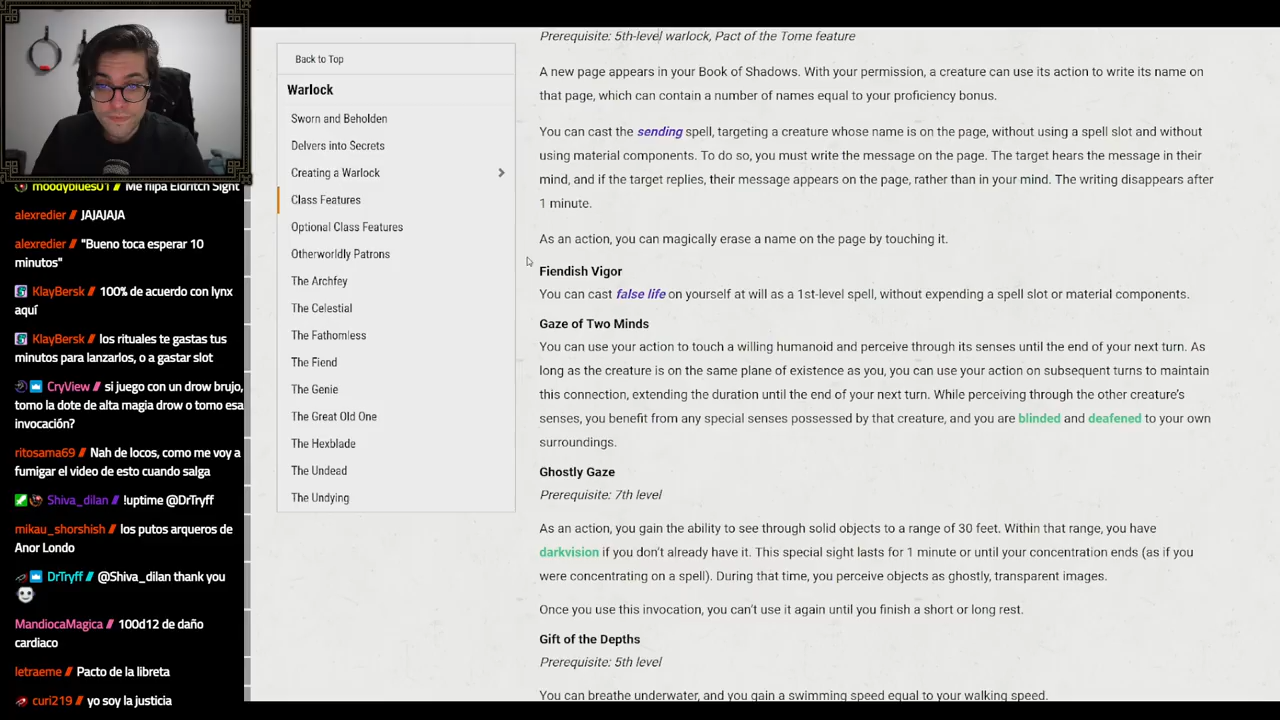 moodyblues01 // Me flipa Eldritch Sight
alexredier // JAJAJAJA
alexredier // "Bueno toca esperar 10
minutos"
KlayBersk // 100% de acuerdo con lynx
aquí
KlayBersk // los rituales te gastas tus
minutos para lanzarlos, o a gastar slot
CryView // si juego con un drow brujo,
tomo la dote de alta magia drow o tomo esa
invocación?
ritosama69 // Nah de locos, como me voy a
fumigar el video de esto cuando salga
Shiva_dilan // !uptime @DrTryff
mikau_shorshish // los putos arqueros de
Anor Londo
DrTryff // @Shiva_dilan thank you
MandiocaMagica // 100d12 de daño
cardiaco
letraeme // Pacto de la libreta
curi219 // yo soy la justicia
Back to Top
Warlock
Sworn and Beholden
Delvers into Secrets
Creating a Warlock
Class Features
Optional Class Features
Otherworldly Patrons
The Archfey
The Celestial
The Fathomless
The Fiend
The Genie
The Great Old One
The Hexblade
The Undead
The Undying
Prerequisite: 5th-level warlock, Pact of the Tome feature
A new page appears in your Book of Shadows. With your permission, a creature can use its action to write its name on
that page, which can contain a number of names equal to your proficiency bonus.
You can cast the sending spell, targeting a creature whose name is on the page, without using a spell slot and without
using material components. To do so, you must write the message on the page. The target hears the message in their
mind, and if the target replies, their message appears on the page, rather than in your mind. The writing disappears after
1 minute.
As an action, you can magically erase a name on the page by touching it.
Fiendish Vigor
You can cast false life on yourself at will as a 1st-level spell, without expending a spell slot or material components.
Gaze of Two Minds
You can use your action to touch a willing humanoid and perceive through its senses until the end of your next turn. As
long as the creature is on the same plane of existence as you, you can use your action on subsequent turns to maintain
this connection, extending the duration until the end of your next turn. While perceiving through the other creature's
senses, you benefit from any special senses possessed by that creature, and you are blinded and deafened to your own
surroundings.
Ghostly Gaze
Prerequisite: 7th level
As an action, you gain the ability to see through solid objects to a range of 30 feet. Within that range, you have
darkvision if you don't already have it. This special sight lasts for 1 minute or until your concentration ends (as if you
were concentrating on a spell). During that time, you perceive objects as ghostly, transparent images.
Once you use this invocation, you can't use it again until you finish a short or long rest.
Gift of the Depths
Prerequisite: 5th level
You can breathe underwater, and you gain a swimming speed equal to your walking speed.